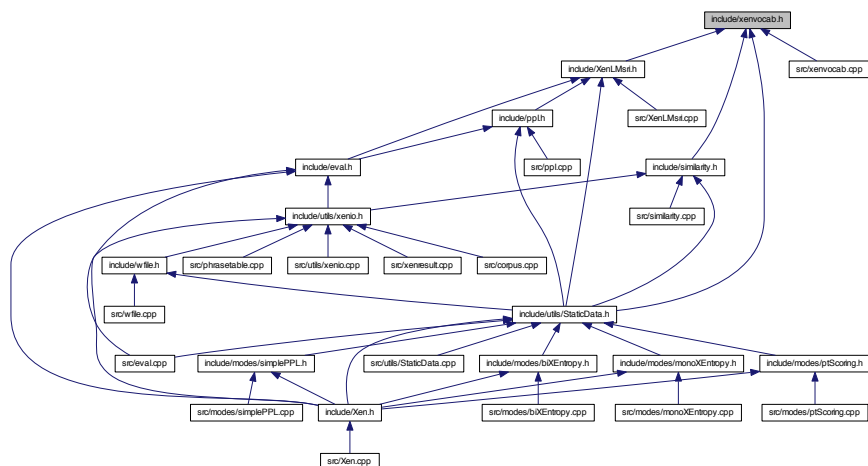 include/xenvocab.h
include/XenLMsri.h
src/xenvocab.cpp
include/ppl.h
src/XenLMsri.cpp
include/eval.h
src/ppl.cpp
include/similarity.h
include/utils/xenio.h
src/similarity.cpp
include/wfile.h
src/phrasetable.cpp
src/utils/xenio.cpp
src/xenresult.cpp
src/corpus.cpp
src/wfile.cpp
include/utils/StaticData.h
src/eval.cpp
include/modes/simplePPL.h
src/utils/StaticData.cpp
include/modes/biXEntropy.h
include/modes/monoXEntropy.h
include/modes/ptScoring.h
src/modes/simplePPL.cpp
include/Xen.h
src/modes/biXEntropy.cpp
src/modes/monoXEntropy.cpp
src/modes/ptScoring.cpp
src/Xen.cpp